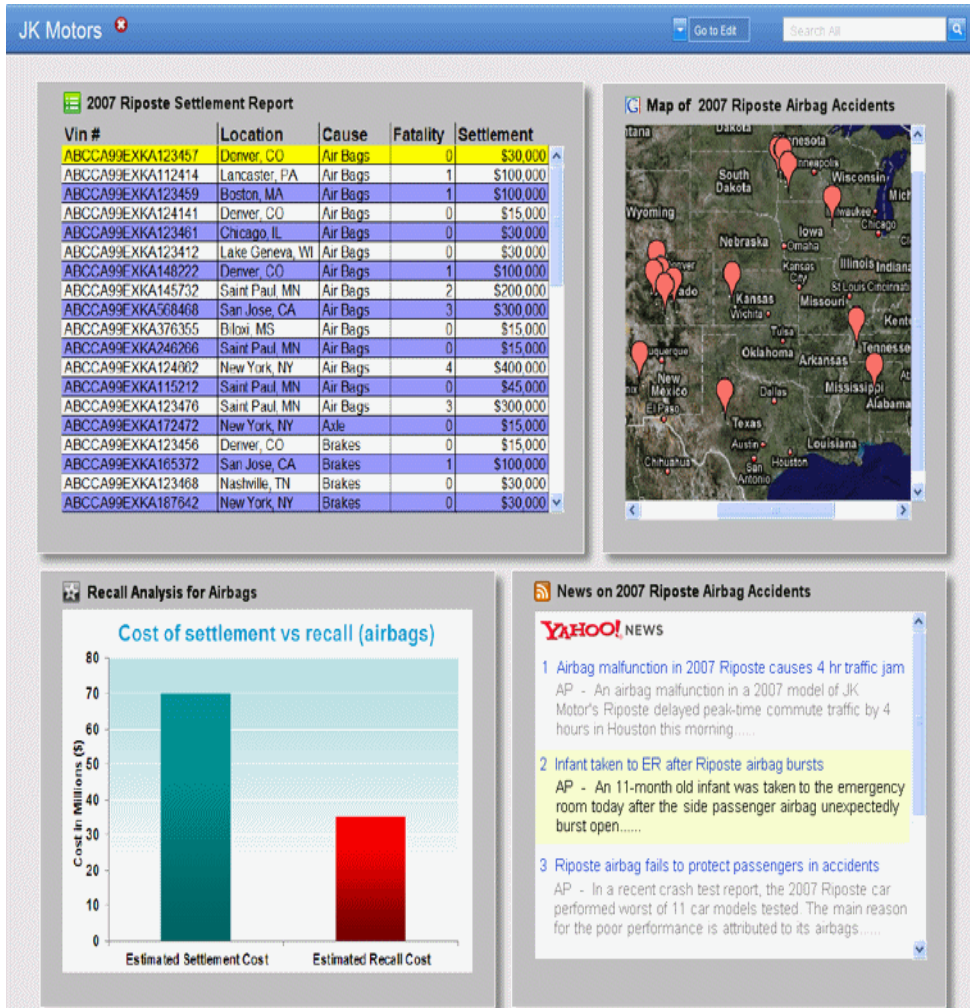 JK Motors
Go to Edit
Search All
2007 Riposte Settlement Report
Vin # Location Cause Fatality Settlement
ABCCA99EXKA123457 Denver, CO Air Bags 0 $30,000
ABCCA99EXKA112414 Lancaster, PA Air Bags 1 $100,000
ABCCA99EXKA123459 Boston, MA Air Bags 1 $100,000
ABCCA99EXKA124141 Denver, CO Air Bags 0 $15,000
ABCCA99EXKA123461 Chicago, IL Air Bags 0 $30,000
ABCCA99EXKA123412 Lake Geneva, WI Air Bags 0 $30,000
ABCCA99EXKA148222 Denver, CO Air Bags 1 $100,000
ABCCA99EXKA145732 Saint Paul, MN Air Bags 2 $200,000
ABCCA99EXKA568468 San Jose, CA Air Bags 3 $300,000
ABCCA99EXKA376355 Biloxi, MS Air Bags 0 $15,000
ABCCA99EXKA246266 Saint Paul, MN Air Bags 0 $15,000
ABCCA99EXKA124662 New York, NY Air Bags 4 $400,000
ABCCA99EXKA115212 Saint Paul, MN Air Bags 0 $45,000
ABCCA99EXKA123476 Saint Paul, MN Air Bags 3 $300,000
ABCCA99EXKA172472 New York, NY Axle 0 $15,000
ABCCA99EXKA123456 Denver, CO Brakes 0 $15,000
ABCCA99EXKA165372 San Jose, CA Brakes 1 $100,000
ABCCA99EXKA123468 Nashville, TN Brakes 0 $30,000
ABCCA99EXKA187642 New York, NY Brakes 0 $30,000
Map of 2007 Riposte Airbag Accidents
tana Dakota
nesota
nneapolis
South Wisconsin
Dakota Mich
Wyoming waukee
Iowa Chicago
Nebraska Omaha
nver Kansas Illinois Indiana
City
ado St Louis Cincinnati
Kansas Missouri
Wichita Kent
Tulsa
uquerque Oklahoma Tennesse
Arkansas
New Mississippi
Mexico Dallas Alabama
El Paso
Texas
Austin Louisiana
Chihuahua San Houston
Antonio
Recall Analysis for Airbags
Cost of settlement vs recall (airbags)
Cost in Millions ($)
80
70
60
50
40
30
20
10
0
Estimated Settlement Cost Estimated Recall Cost
News on 2007 Riposte Airbag Accidents
YAHOO! NEWS
1 Airbag malfunction in 2007 Riposte causes 4 hr traffic jam
AP - An airbag malfunction in a 2007 model of JK
Motor's Riposte delayed peak-time commute traffic by 4
hours in Houston this morning......
2 Infant taken to ER after Riposte airbag bursts
AP - An 11-month old infant was taken to the emergency
room today after the side passenger airbag unexpectedly
burst open......
3 Riposte airbag fails to protect passengers in accidents
AP - In a recent crash test report, the 2007 Riposte car
performed worst of 11 car models tested. The main reason
for the poor performance is attributed to its airbags......